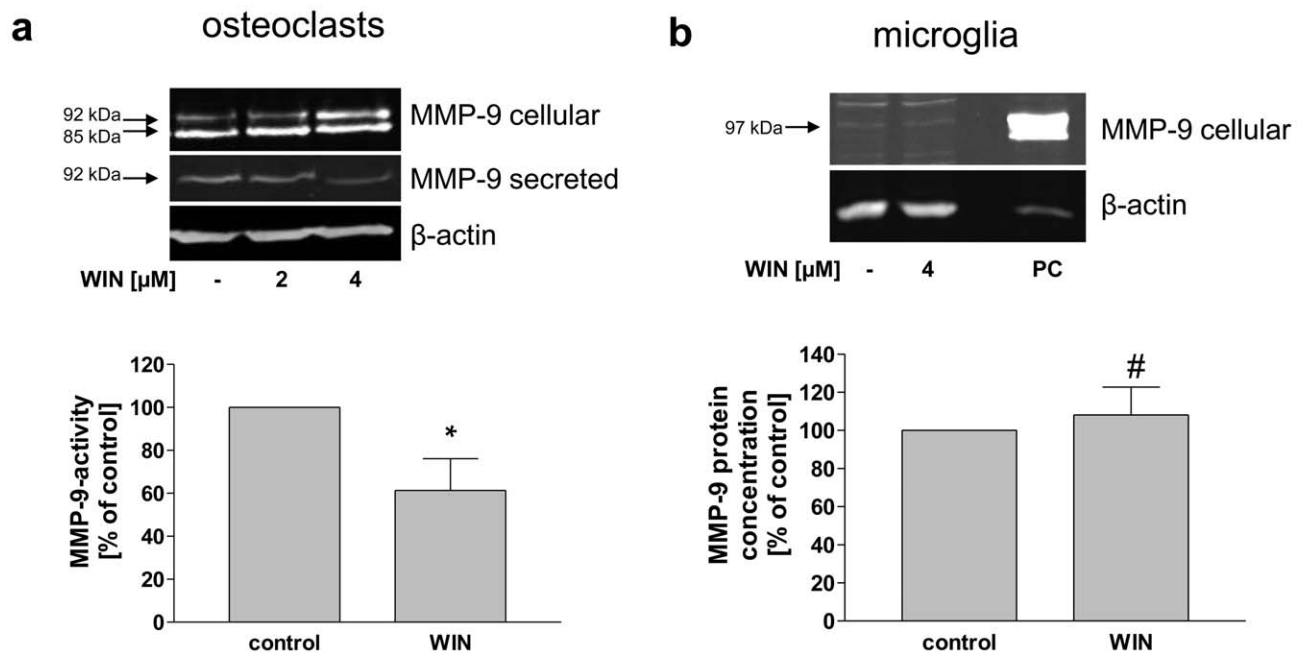 a
osteoclasts
92 kDa
85 kDa
MMP-9 cellular
92 kDa
MMP-9 secreted
β-actin
WIN [µM] - 2 4
120
100
80
60
40
20
0
MMP-9-activity
[% of control]
*
control WIN
b
microglia
97 kDa
MMP-9 cellular
β-actin
WIN [µM] - 4 PC
140
120
100
80
60
40
20
0
MMP-9 protein
concentration
[% of control]
#
control WIN